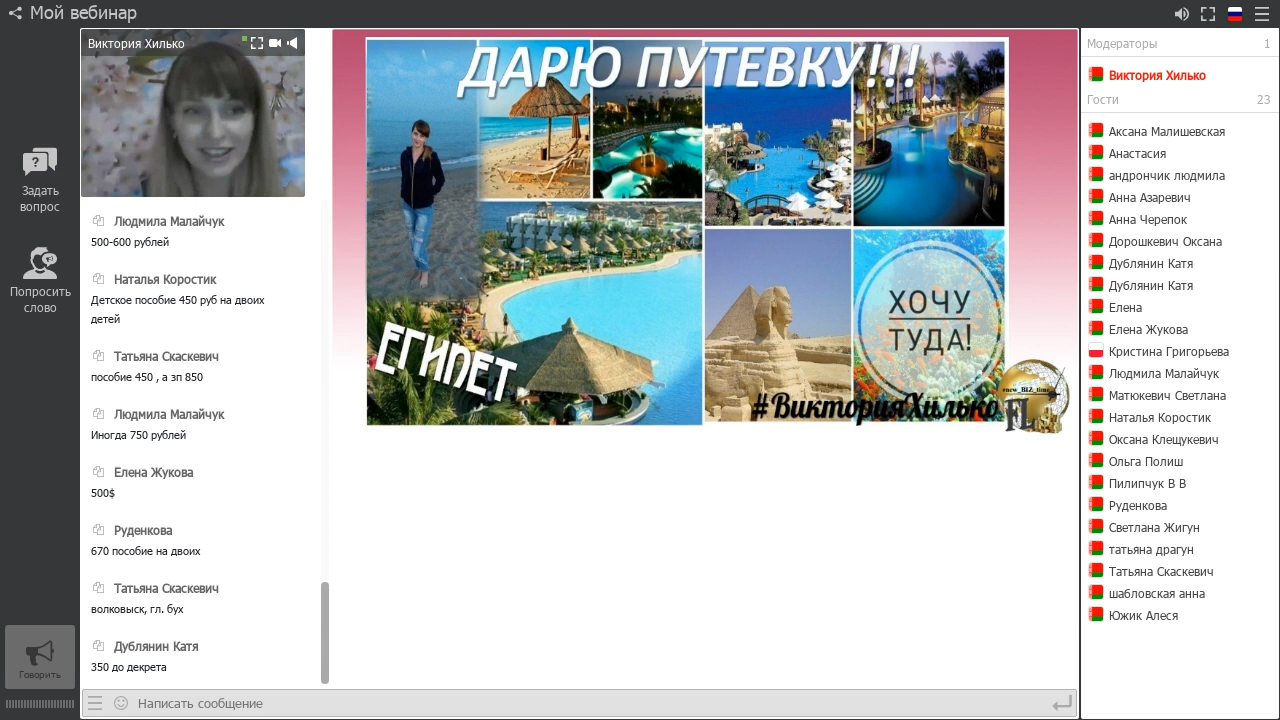 Мой вебинар
Задать
вопрос
Попросить
слово
Говорить
Виктория Хилько
Людмила Малайчук
500-600 рублей
Наталья Коростик
Детское пособие 450 руб на двоих
детей
Татьяна Скаскевич
пособие 450 , а зп 850
Людмила Малайчук
Иногда 750 рублей
Елена Жукова
500$
Руденкова
670 пособие на двоих
Татьяна Скаскевич
волковыск, гл. бух
Дублянин Катя
350 до декрета
Написать сообщение
ДАРЮ ПУТЕВКУ!!!
ЕГИПЕТ
ХОЧУ
ТУДА!
#ВикторияХилько
#new_BIZ_time
FL
Модераторы 1
Виктория Хилько
Гости 23
Аксана Малишевская
Анастасия
андрончик людмила
Анна Азаревич
Анна Черепок
Дорошкевич Оксана
Дублянин Катя
Дублянин Катя
Елена
Елена Жукова
Кристина Григорьева
Людмила Малайчук
Матюкевич Светлана
Наталья Коростик
Оксана Клещукевич
Ольга Полиш
Пилипчук В В
Руденкова
Светлана Жигун
татьяна драгун
Татьяна Скаскевич
шабловская анна
Южик Алеся